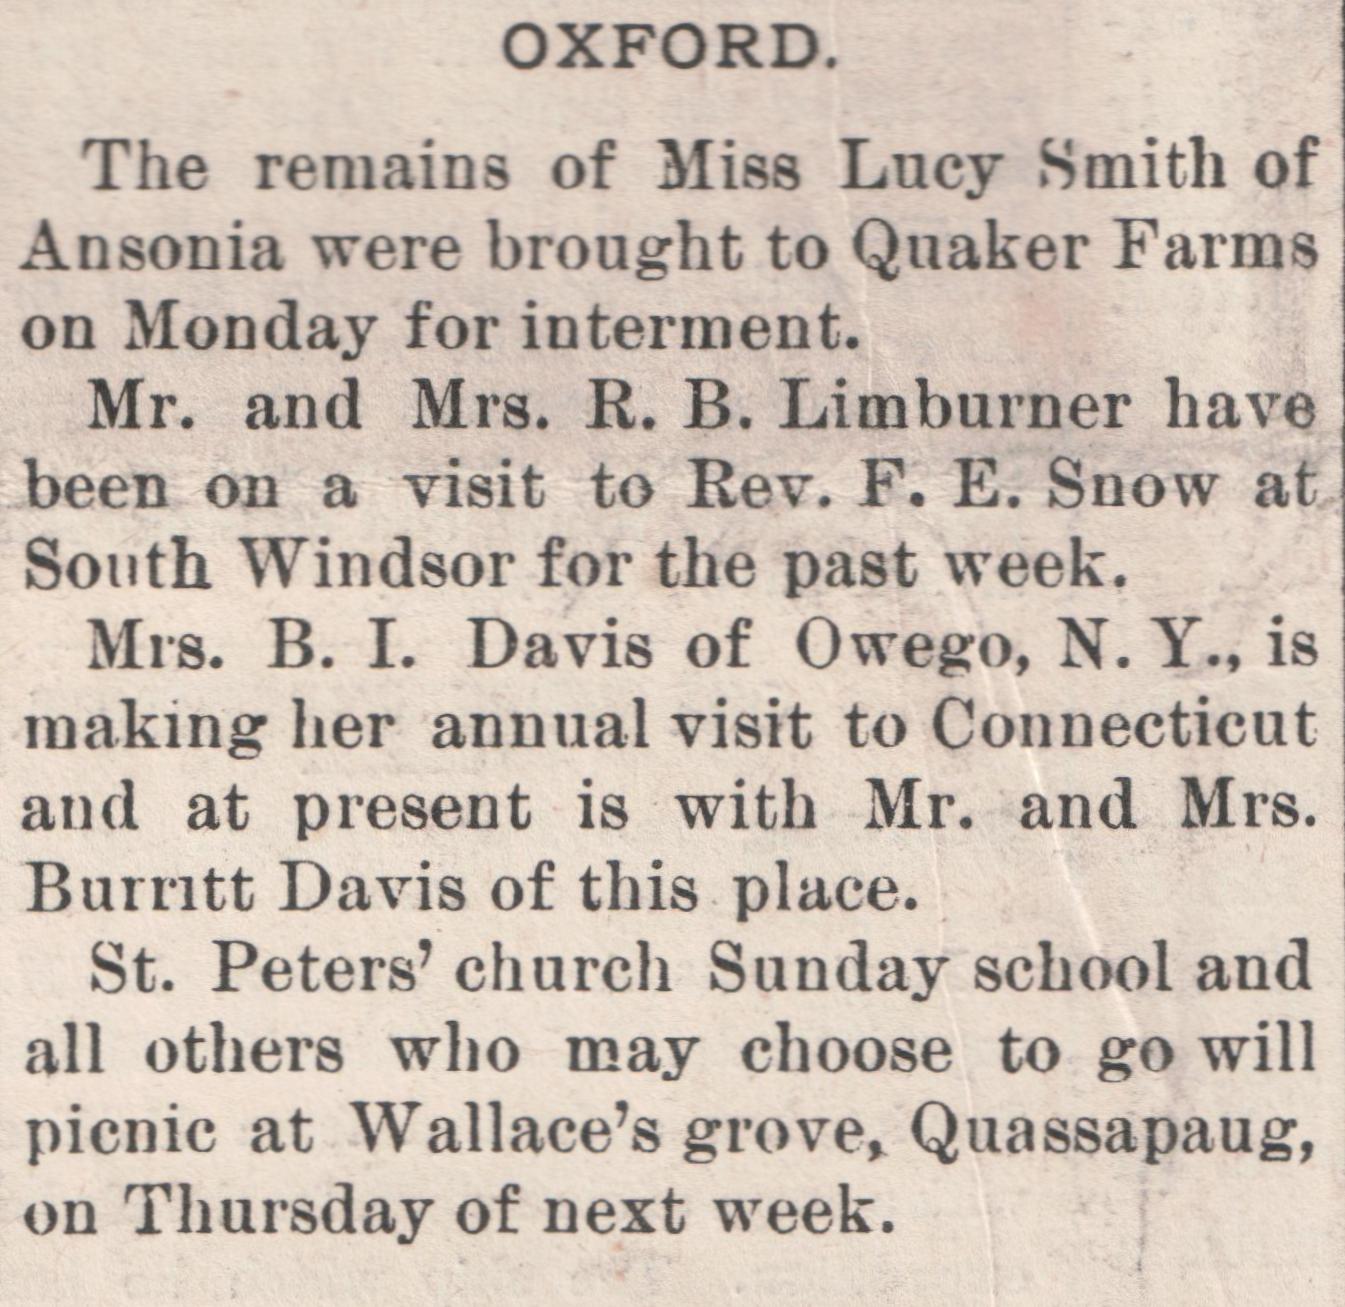 OXFORD.
The remains of Miss Lucy Smith of
Ansonia were brought to Quaker Farms
on Monday for interment.
Mr. and Mrs. R. B. Limburner have
been on a visit to Rev. F. E. Snow at
South Windsor for the past week.
Mrs. B. I. Davis of Owego, N. Y., is
making her annual visit to Connecticut
and at present is with Mr. and Mrs.
Burritt Davis of this place.
St. Peters’ church Sunday school and
all others who may choose to go will
picnic at Wallace’s grove, Quassapaug,
on Thursday of next week.